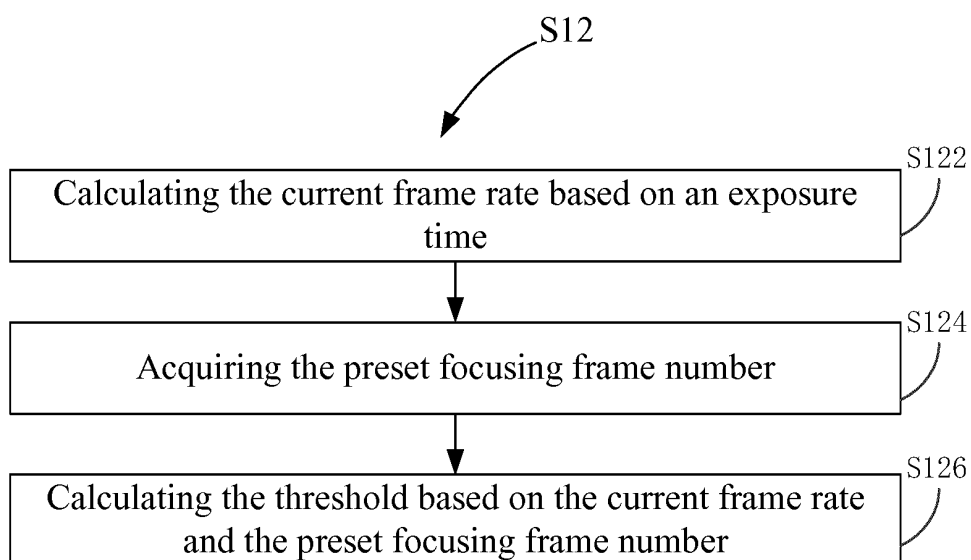 S12
S122
Calculating the current frame rate based on an exposure
time
S124
Acquiring the preset focusing frame number
S126
Calculating the threshold based on the current frame rate
and the preset focusing frame number